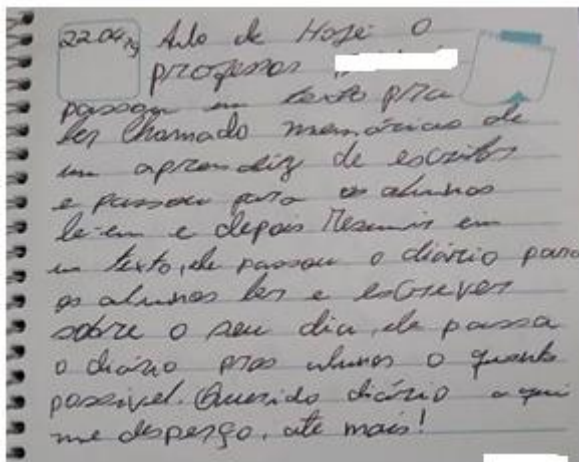 22.04.19 Aula de Hoje O
professor
passou um texto pra
ler Chamado memórias de
um aprendiz de escritor
e passou para os alunos
le-em e depois resumir em
um texto, ele passou o diário para
os alunos ler e escrever
sobre o seu dia, ele passa
o diário pros alunos o quanto
possível. Querido diário aqui
me despeço, até mais!